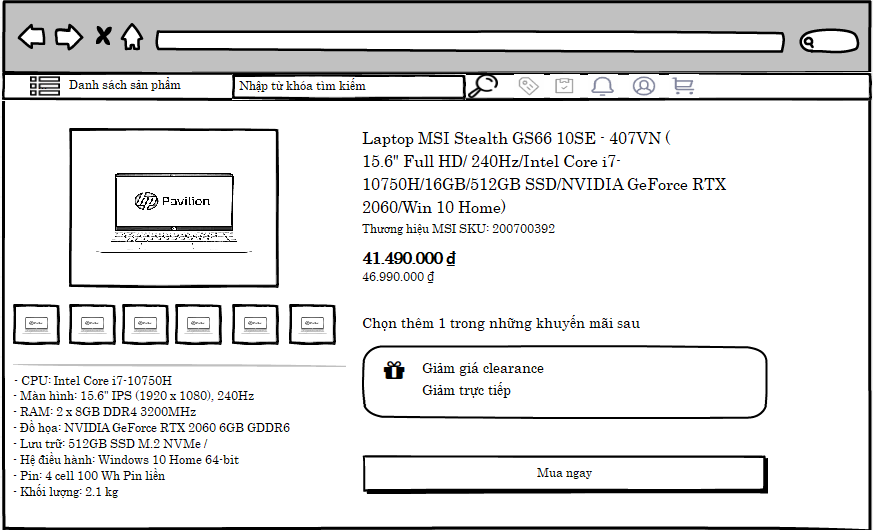 Danh sách sản phẩm
Nhập từ khóa tìm kiếm
hp Pavilion
Laptop MSI Stealth GS66 10SE - 407VN (
15.6" Full HD/ 240Hz/Intel Core i7-
10750H/16GB/512GB SSD/NVIDIA GeForce RTX
2060/Win 10 Home)
Thương hiệu MSI SKU: 200700392
41.490.000 ₫
46.990.000 ₫
Chọn thêm 1 trong những khuyến mãi sau
Giảm giá clearance
Giảm trực tiếp
Mua ngay
- CPU: Intel Core i7-10750H
- Màn hình: 15.6" IPS (1920 x 1080), 240Hz
- RAM: 2 x 8GB DDR4 3200MHz
- Đồ họa: NVIDIA GeForce RTX 2060 6GB GDDR6
- Lưu trữ: 512GB SSD M.2 NVMe /
- Hệ điều hành: Windows 10 Home 64-bit
- Pin: 4 cell 100 Wh Pin liền
- Khối lượng: 2.1 kg